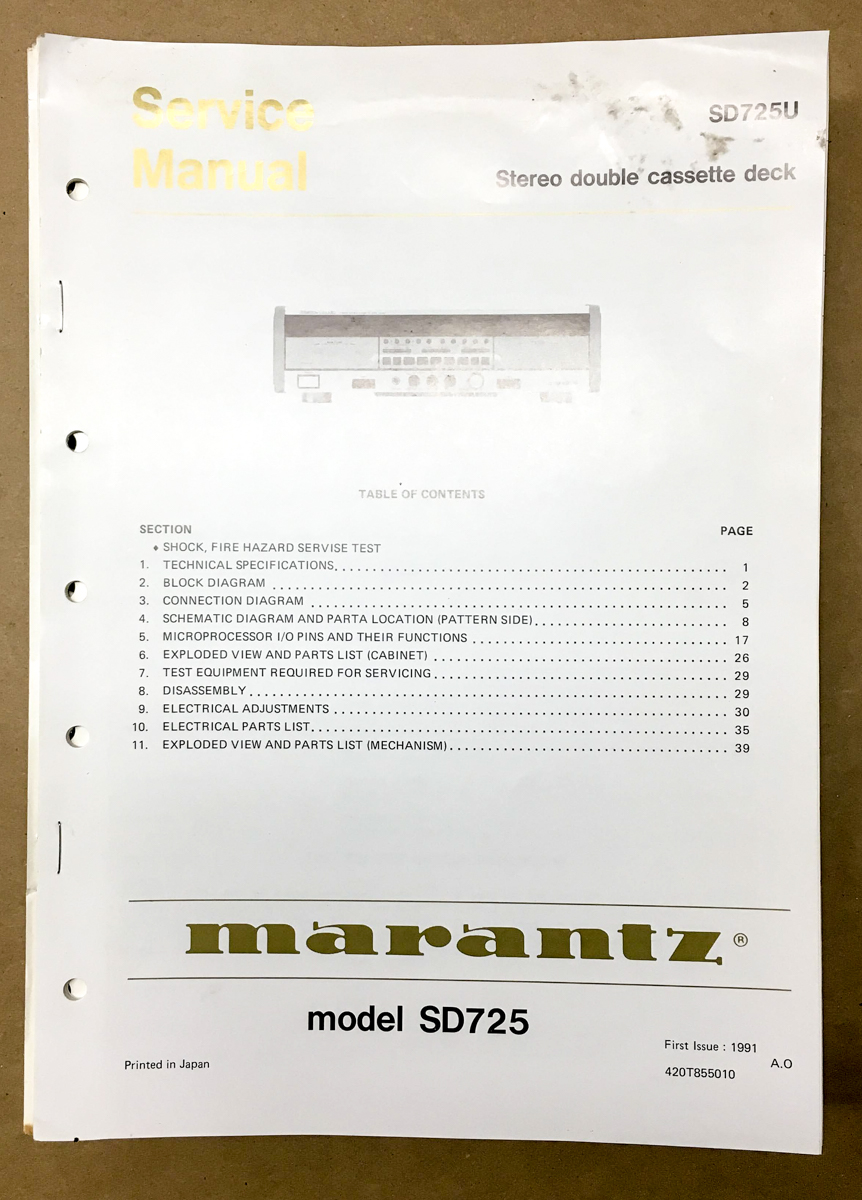 Service
Manual
SD725U
Stereo double cassette deck
TABLE OF CONTENTS
SECTION PAGE
♦ SHOCK, FIRE HAZARD SERVISE TEST
1. TECHNICAL SPECIFICATIONS. . . . . . . . . . . . . . . . . . . . 1
2. BLOCK DIAGRAM . . . . . . . . . . . . . . . . . . . . 2
3. CONNECTION DIAGRAM . . . . . . . . . . . . . . . . . . . . 5
4. SCHEMATIC DIAGRAM AND PARTA LOCATION (PATTERN SIDE). . . . . . . . . . . . . . . . . . . . 8
5. MICROPROCESSOR I/O PINS AND THEIR FUNCTIONS . . . . . . . . . . . . . . . . . . . . 17
6. EXPLODED VIEW AND PARTS LIST (CABINET) . . . . . . . . . . . . . . . . . . . . 26
7. TEST EQUIPMENT REQUIRED FOR SERVICING. . . . . . . . . . . . . . . . . . . . 29
8. DISASSEMBLY . . . . . . . . . . . . . . . . . . . . 29
9. ELECTRICAL ADJUSTMENTS . . . . . . . . . . . . . . . . . . . . 30
10. ELECTRICAL PARTS LIST. . . . . . . . . . . . . . . . . . . . 35
11. EXPLODED VIEW AND PARTS LIST (MECHANISM). . . . . . . . . . . . . . . . . . . . 39
marantz ®
model SD725
First Issue : 1991
Printed in Japan
A.O
420T855010